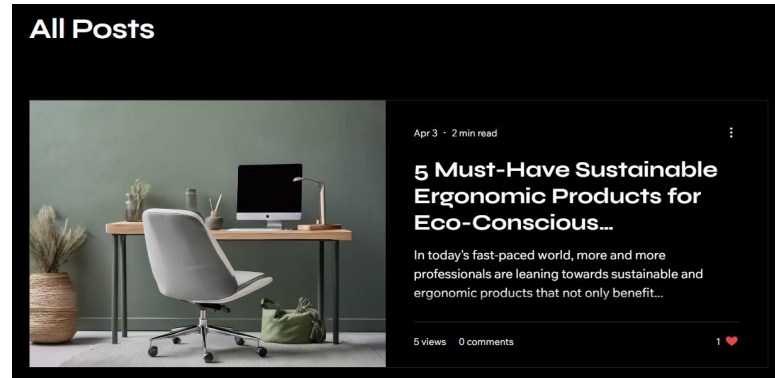 All Posts
Apr 3 · 2 min read
5 Must-Have Sustainable
Ergonomic Products for
Eco-Conscious...
In today's fast-paced world, more and more
professionals are leaning towards sustainable and
ergonomic products that not only benefit...
5 views 0 comments
1